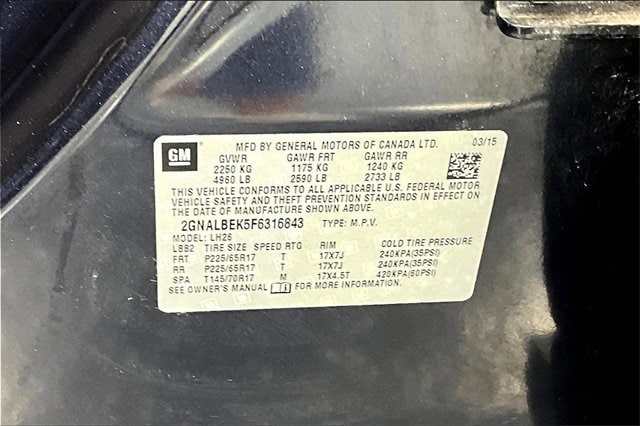 GM
MFD BY GENERAL MOTORS OF CANADA LTD. 03/15
GVWR GAWR FRT GAWR RR
2250 KG 1175 KG 1240 KG
4960 LB 2590 LB 2733 LB
THIS VEHICLE CONFORMS TO ALL APPLICABLE U.S. FEDERAL MOTOR
VEHICLE SAFETY AND THEFT PREVENTION STANDARDS IN EFFECT ON
THE DATE OF MANUFACTURE SHOWN ABOVE.
2GNALBEK5F6316843 TYPE: M.P.V.
MODEL: LH26
LBB2 TIRE SIZE SPEED RTG RIM COLD TIRE PRESSURE
FRT P225/65R17 T 17X7J 240KPA(35PSI)
RR P225/65R17 T 17X7J 240KPA(35PSI)
SPA T145/70R17 M 17X4.5T 420KPA(60PSI)
SEE OWNER'S MANUAL FOR MORE INFORMATION.